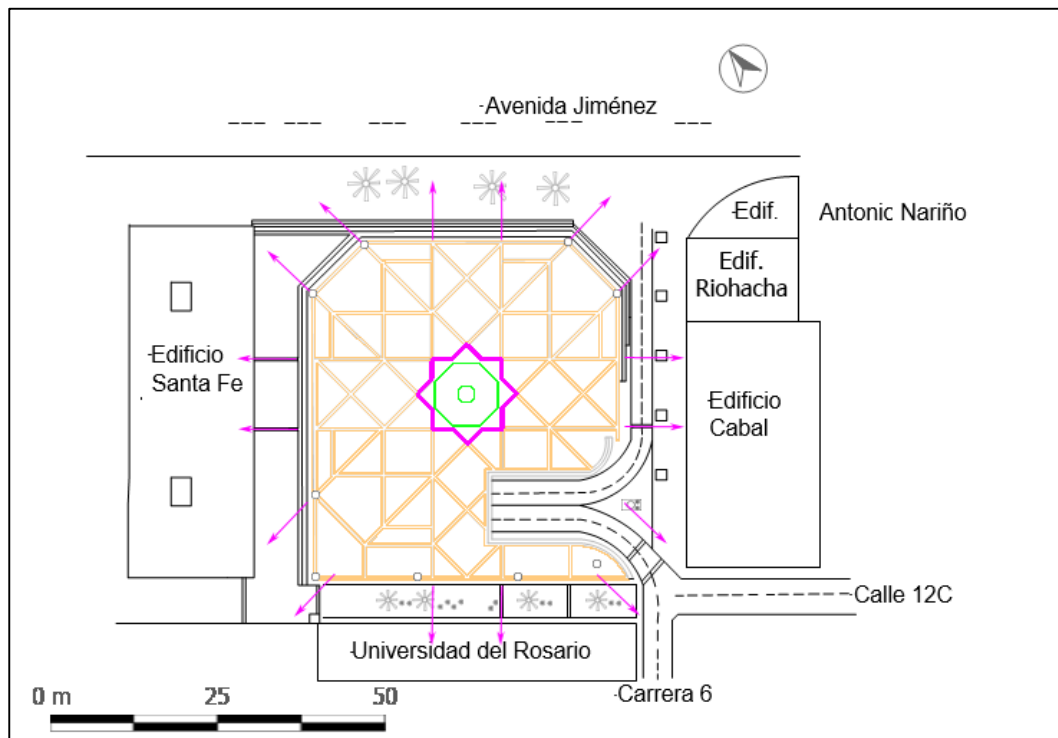 -Avenida Jiménez
-Edif.
Antonic Nariño
Edif.
Riohacha
-Edificio
Santa Fe
-Edificio
Cabal
-Calle 12C
-Universidad del Rosario
-Carrera 6
0 m 25 50